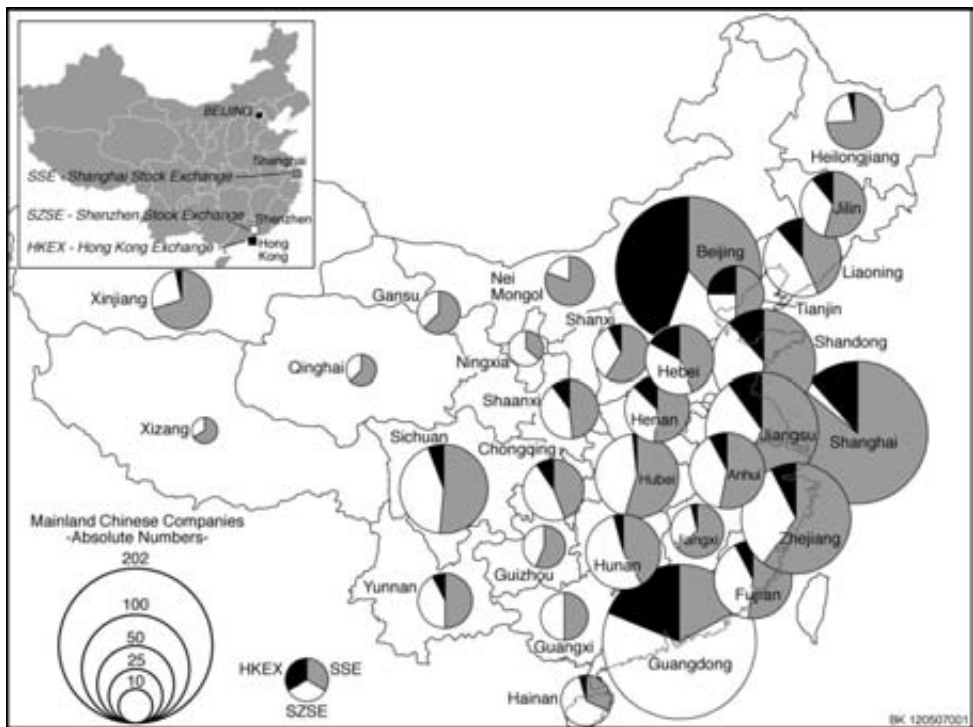 BEIJING
Shanghai
SSE - Shanghai Stock Exchange
SZSE - Shenzhen Stock Exchange
Shenzhen
HKEX - Hong Kong Exchange
Hong
Kong
Heilongjiang
Jilin
Beijing
Liaoning
Nei
Mongol
Tianjin
Xinjiang
Gansu
Shanxi
Shandong
Ningxia
Hebei
Qinghai
Shaanxi
Henan
Jiangsu
Shanghai
Xizang
Sichuan
Chongqing
Hubei
Anhui
Mainland Chinese Companies
-Absolute Numbers-
202
100
50
25
10
Jiangxi
Zhejiang
Hunan
Guizhou
Yunnan
Fujian
Guangxi
Guangdong
HKEX
SSE
SZSE
Hainan
BK 120507001